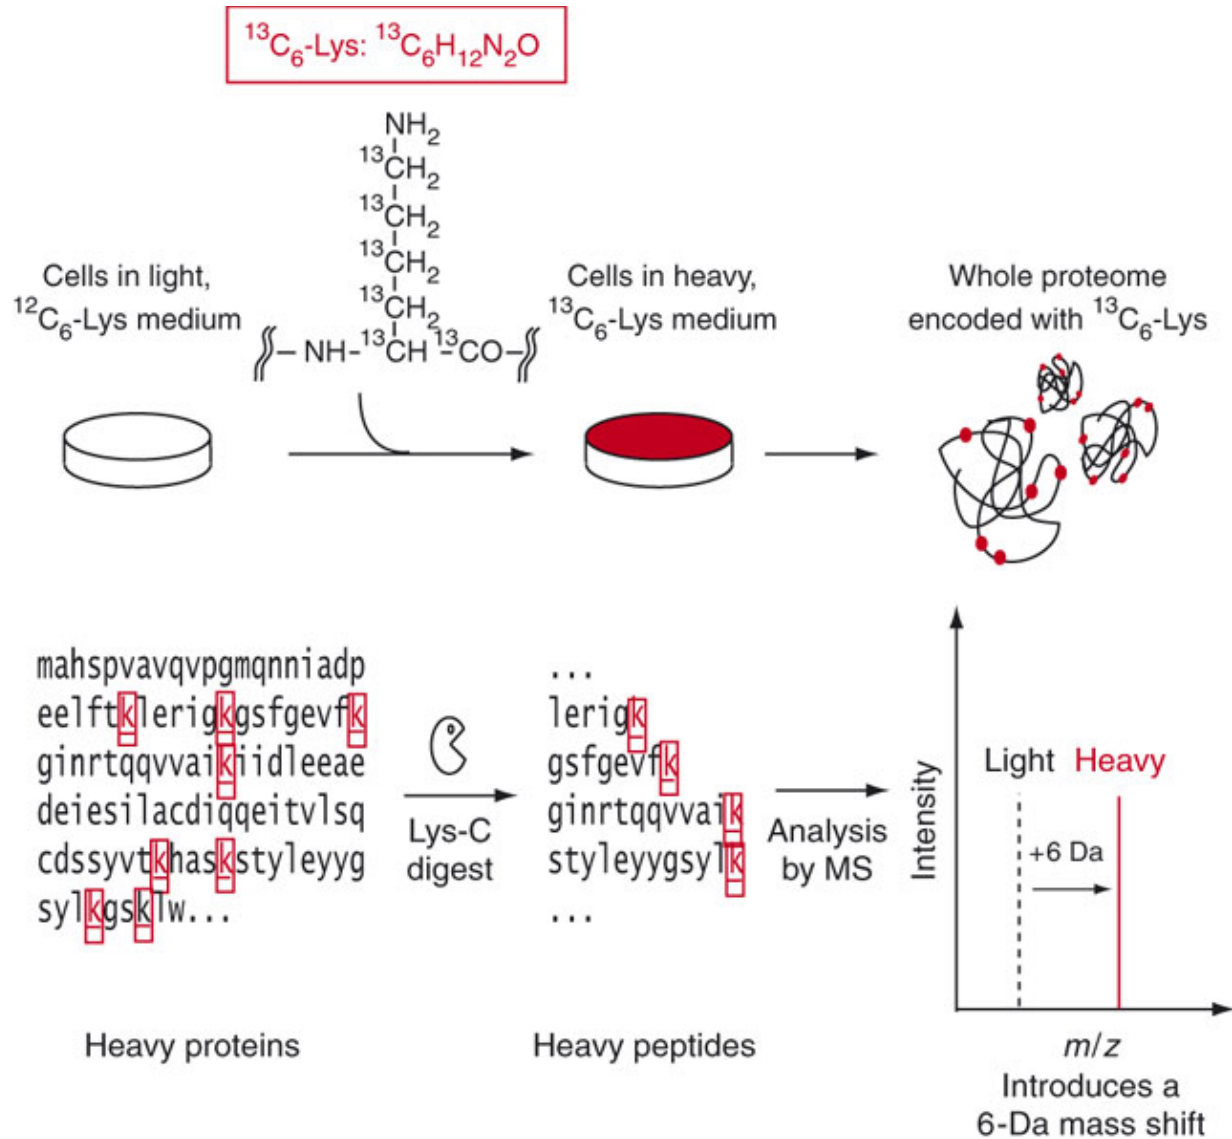 ¹³C₆-Lys: ¹³C₆H₁₂N₂O
NH₂
¹³CH₂
¹³CH₂
¹³CH₂
¹³CH₂
NH-¹³CH-¹³CO
Cells in light,
¹²C₆-Lys medium
Cells in heavy,
¹³C₆-Lys medium
Whole proteome
encoded with ¹³C₆-Lys
mahspvavqvpgmqnniadp
eelftklerigkgsfgevfk
ginrtqqvvaikiidleeae
deiesilacdiqqeitvlsq
cdssyvtkhaskstyleyyg
sylkgsklw...
Heavy proteins
Lys-C
digest
...
lerigk
gsfgevfk
ginrtqqvvaik
styleyygsylk
...
Heavy peptides
Analysis
by MS
Intensity
Light
Heavy
+6 Da
m/z
Introduces a
6-Da mass shift